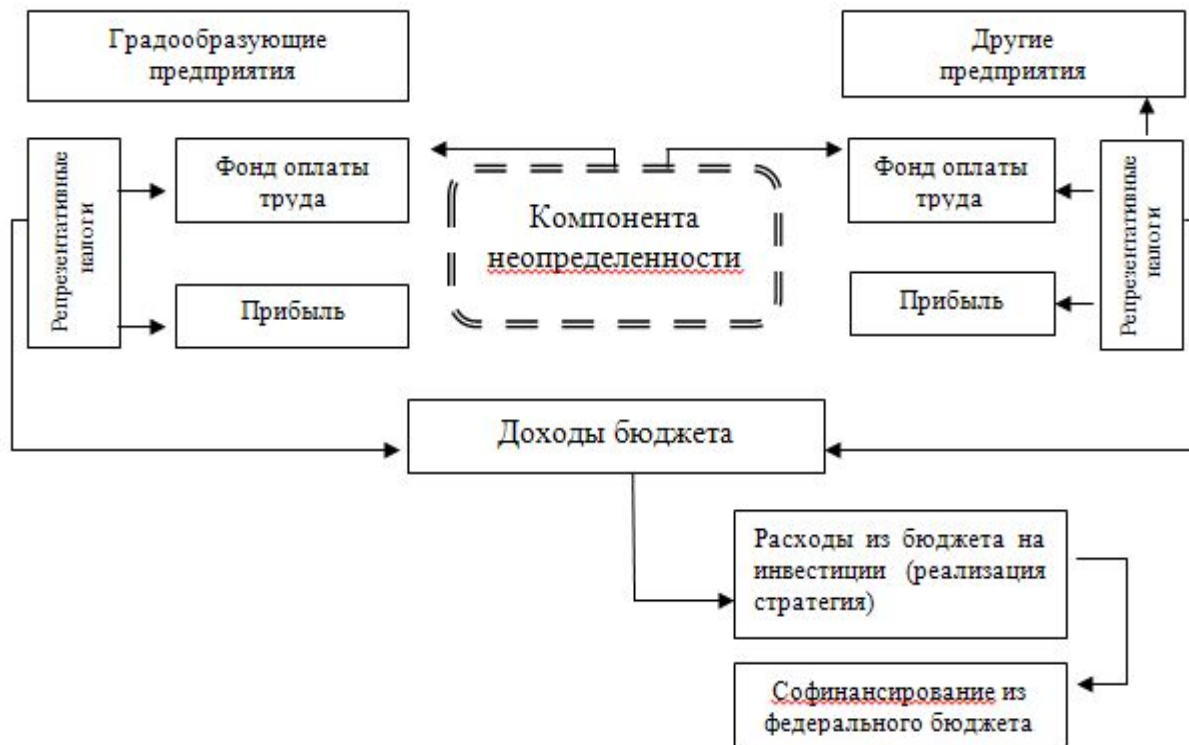 Градообразующие
предприятия
Другие
предприятия
Репрезентативные
налоги
Фонд оплаты
труда
Прибыль
Компонента
неопределенности
Фонд оплаты
труда
Прибыль
Репрезентативные
налоги
Доходы бюджета
Расходы из бюджета на
инвестиции (реализация
стратегия)
Софинансирование из
федерального бюджета